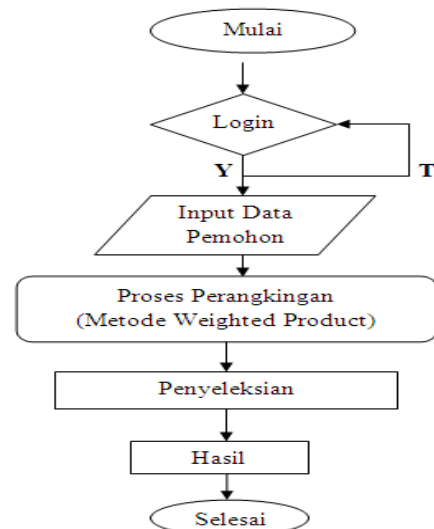 Mulai
Login
Y
T
Input Data
Pemohon
Proses Perangkingan
(Metode Weighted Product)
Penyeleksian
Hasil
Selesai